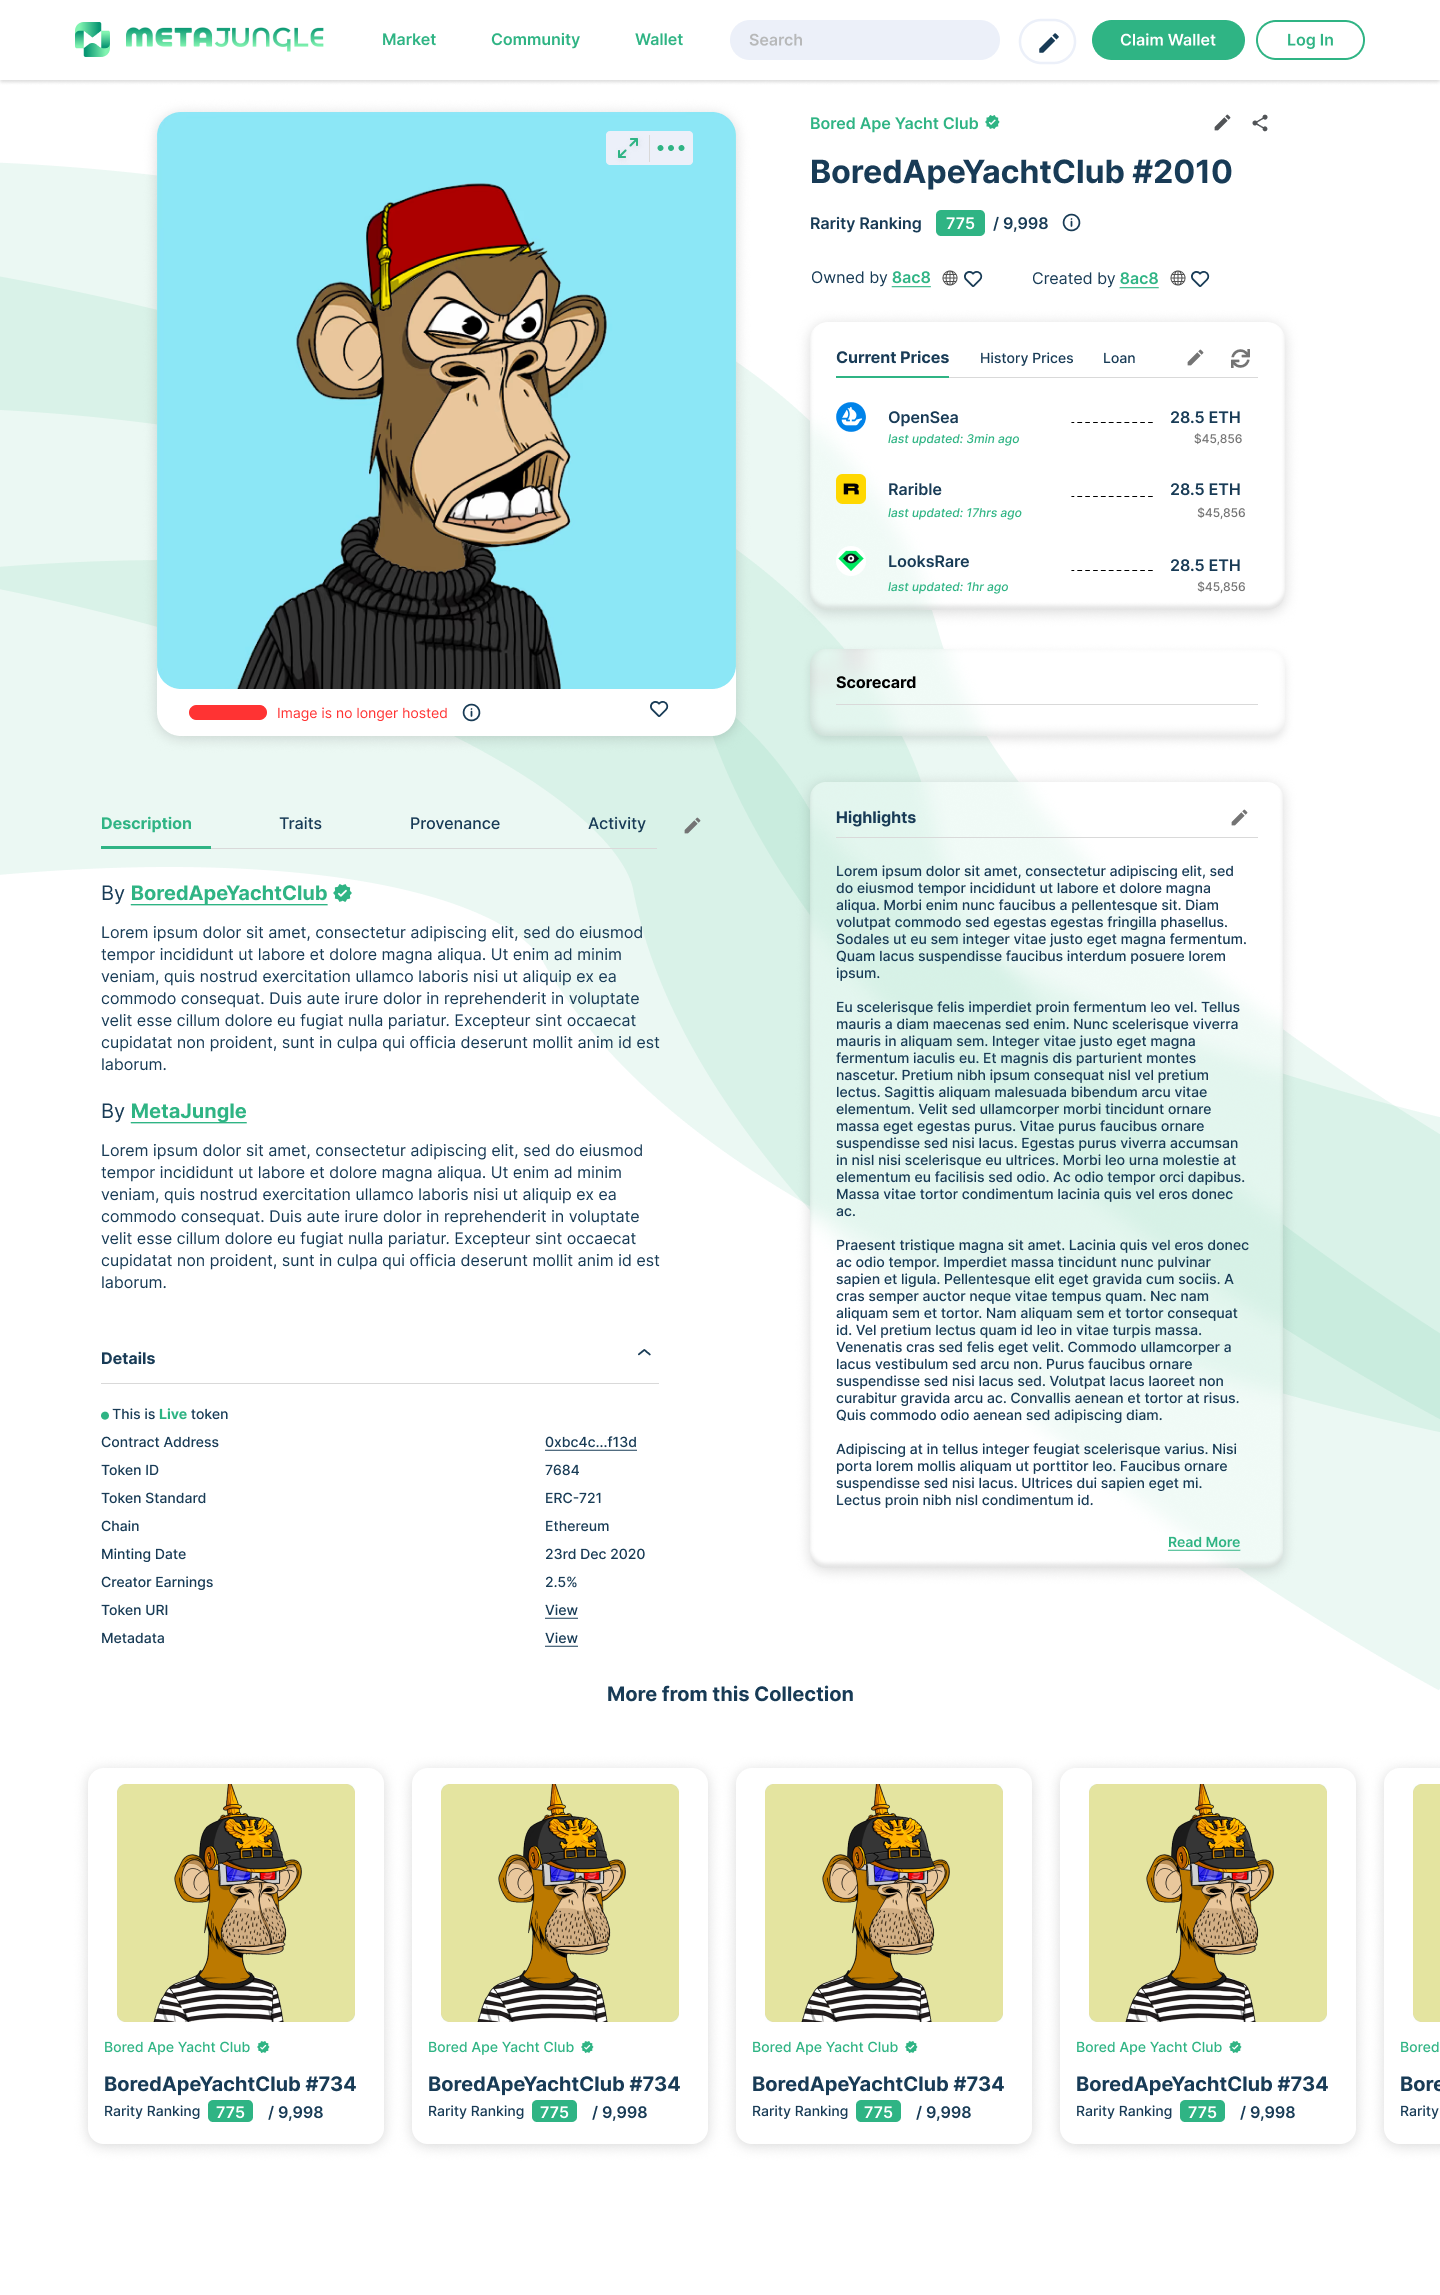 METAJUNGLE
Market
Community
Wallet
Search
Claim Wallet
Log In
Bored Ape Yacht Club
BoredApeYachtClub #2010
Rarity Ranking 775 / 9,998
Owned by 8ac8
Created by 8ac8
Current Prices
History Prices
Loan
OpenSea
28.5 ETH
last updated: 3min ago
$45,856
Rarible
28.5 ETH
last updated: 17hrs ago
$45,856
LooksRare
28.5 ETH
last updated: 1hr ago
$45,856
Scorecard
Image is no longer hosted
Description
Traits
Provenance
Activity
By BoredApeYachtClub
Lorem ipsum dolor sit amet, consectetur adipiscing elit, sed do eiusmod
tempor incididunt ut labore et dolore magna aliqua. Ut enim ad minim
veniam, quis nostrud exercitation ullamco laboris nisi ut aliquip ex ea
commodo consequat. Duis aute irure dolor in reprehenderit in voluptate
velit esse cillum dolore eu fugiat nulla pariatur. Excepteur sint occaecat
cupidatat non proident, sunt in culpa qui officia deserunt mollit anim id est
laborum.
By MetaJungle
Lorem ipsum dolor sit amet, consectetur adipiscing elit, sed do eiusmod
tempor incididunt ut labore et dolore magna aliqua. Ut enim ad minim
veniam, quis nostrud exercitation ullamco laboris nisi ut aliquip ex ea
commodo consequat. Duis aute irure dolor in reprehenderit in voluptate
velit esse cillum dolore eu fugiat nulla pariatur. Excepteur sint occaecat
cupidatat non proident, sunt in culpa qui officia deserunt mollit anim id est
laborum.
Details
This is Live token
Contract Address 0xbc4c...f13d
Token ID 7684
Token Standard ERC-721
Chain Ethereum
Minting Date 23rd Dec 2020
Creator Earnings 2.5%
Token URI View
Metadata View
Highlights
Lorem ipsum dolor sit amet, consectetur adipiscing elit, sed
do eiusmod tempor incididunt ut labore et dolore magna
aliqua. Morbi enim nunc faucibus a pellentesque sit. Diam
volutpat commodo sed egestas egestas fringilla phasellus.
Sodales ut eu sem integer vitae justo eget magna fermentum.
Quam lacus suspendisse faucibus interdum posuere lorem
ipsum.
Eu scelerisque felis imperdiet proin fermentum leo vel. Tellus
mauris a diam maecenas sed enim. Nunc scelerisque viverra
mauris in aliquam sem. Integer vitae justo eget magna
fermentum iaculis eu. Et magnis dis parturient montes
nascetur. Pretium nibh ipsum consequat nisl vel pretium
lectus. Sagittis aliquam malesuada bibendum arcu vitae
elementum. Velit sed ullamcorper morbi tincidunt ornare
massa eget egestas purus. Vitae purus faucibus ornare
suspendisse sed nisi lacus. Egestas purus viverra accumsan
in nisl nisi scelerisque eu ultrices. Morbi leo urna molestie at
elementum eu facilisis sed odio. Ac odio tempor orci dapibus.
Massa vitae tortor condimentum lacinia quis vel eros donec
ac.
Praesent tristique magna sit amet. Lacinia quis vel eros donec
ac odio tempor. Imperdiet massa tincidunt nunc pulvinar
sapien et ligula. Pellentesque elit eget gravida cum sociis. A
cras semper auctor neque vitae tempus quam. Nec nam
aliquam sem et tortor. Nam aliquam sem et tortor consequat
id. Vel pretium lectus quam id leo in vitae turpis massa.
Venenatis cras sed felis eget velit. Commodo ullamcorper a
lacus vestibulum sed arcu non. Purus faucibus ornare
suspendisse sed nisi lacus sed. Volutpat lacus laoreet non
curabitur gravida arcu ac. Convallis aenean et tortor at risus.
Quis commodo odio aenean sed adipiscing diam.
Adipiscing at in tellus integer feugiat scelerisque varius. Nisi
porta lorem mollis aliquam ut porttitor leo. Faucibus ornare
suspendisse sed nisi lacus. Ultrices dui sapien eget mi.
Lectus proin nibh nisl condimentum id.
Read More
More from this Collection
Bored Ape Yacht Club
BoredApeYachtClub #734
Rarity Ranking 775 / 9,998
Bored Ape Yacht Club
BoredApeYachtClub #734
Rarity Ranking 775 / 9,998
Bored Ape Yacht Club
BoredApeYachtClub #734
Rarity Ranking 775 / 9,998
Bored Ape Yacht Club
BoredApeYachtClub #734
Rarity Ranking 775 / 9,998
Bored
Bore
Rarity